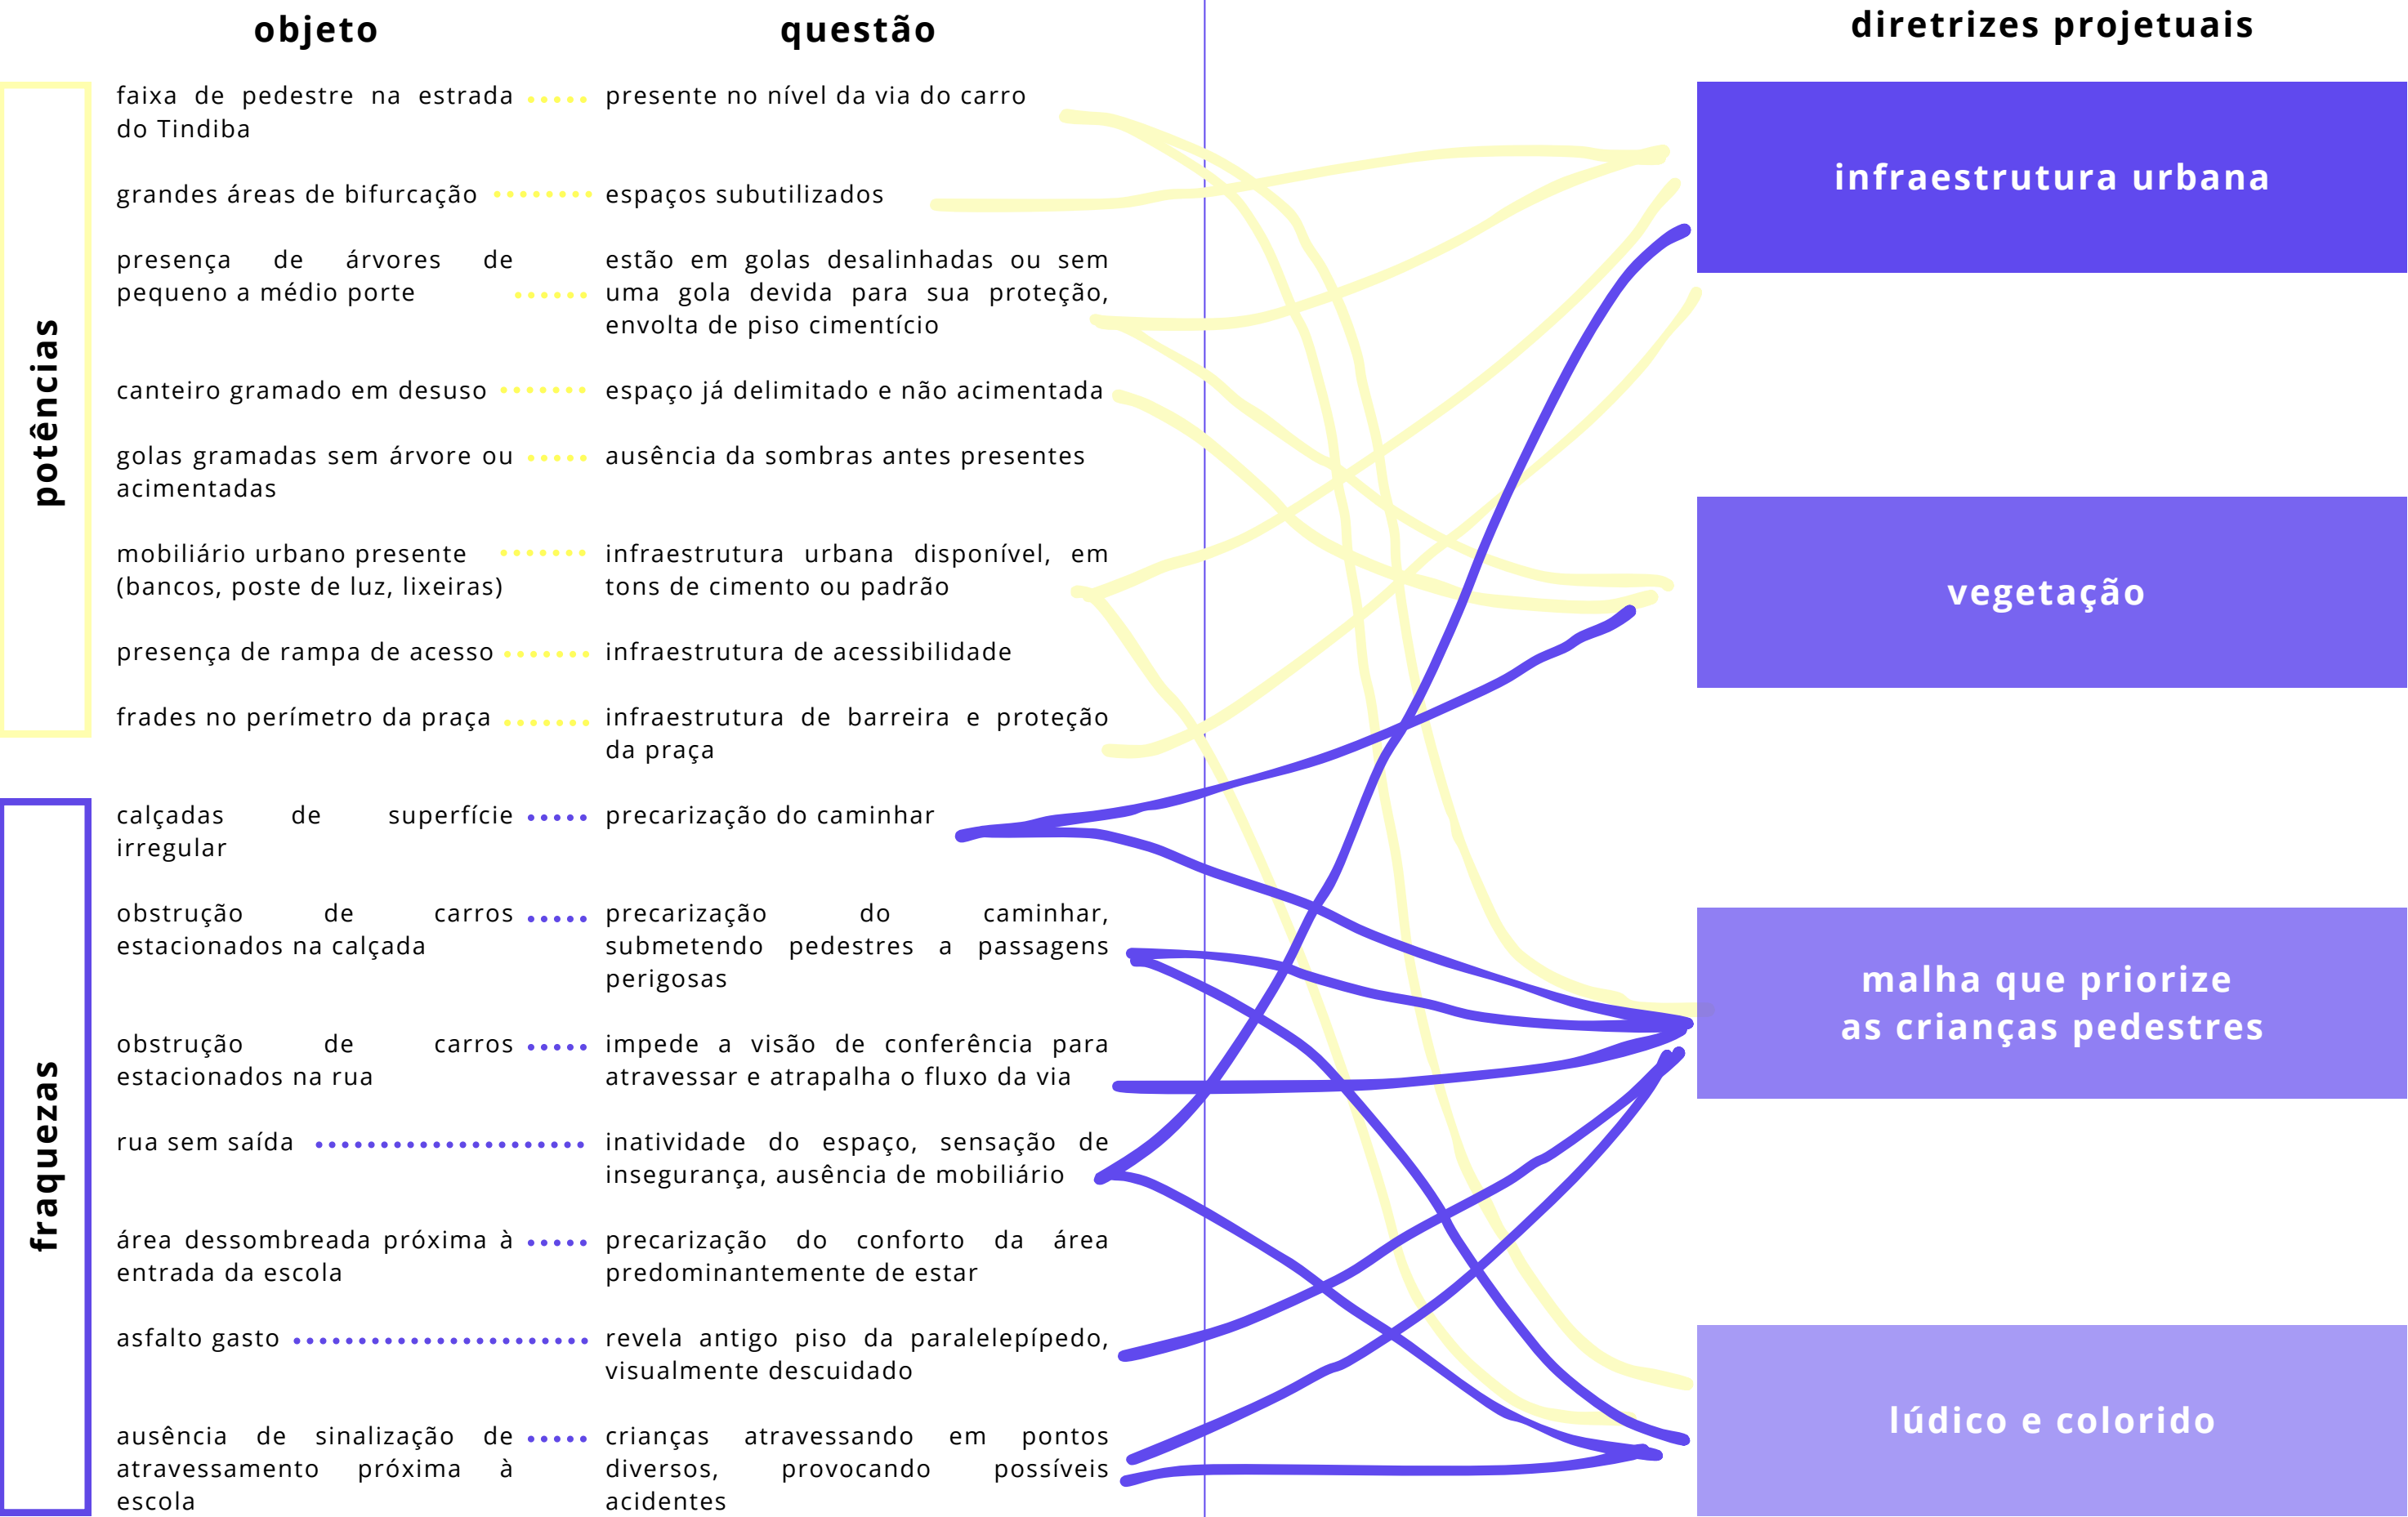 objeto
questão
diretrizes projetuais
potências
faixa de pedestre na estrada
do Tindiba
presente no nível da via do carro
grandes áreas de bifurcação
espaços subutilizados
presença de árvores de
pequeno a médio porte
estão em golas desalinhadas ou sem
uma gola devida para sua proteção,
envolta de piso cimentício
canteiro gramado em desuso
espaço já delimitado e não acimentada
golas gramadas sem árvore ou
acimentadas
ausência da sombras antes presentes
mobiliário urbano presente
(bancos, poste de luz, lixeiras)
infraestrutura urbana disponível, em
tons de cimento ou padrão
presença de rampa de acesso
infraestrutura de acessibilidade
frades no perímetro da praça
infraestrutura de barreira e proteção
da praça
fraquezas
calçadas de superfície
irregular
precarização do caminhar
obstrução de carros
estacionados na calçada
precarização do caminhar,
submetendo pedestres a passagens
perigosas
obstrução de carros
estacionados na rua
impede a visão de conferência para
atravessar e atrapalha o fluxo da via
rua sem saída
inatividade do espaço, sensação de
insegurança, ausência de mobiliário
área dessombreada próxima à
entrada da escola
precarização do conforto da área
predominantemente de estar
asfalto gasto
revela antigo piso da paralelepípedo,
visualmente descuidado
ausência de sinalização de
atravessamento próxima à
escola
crianças atravessando em pontos
diversos, provocando possíveis
acidentes
infraestrutura urbana
vegetação
malha que priorize
as crianças pedestres
lúdico e colorido